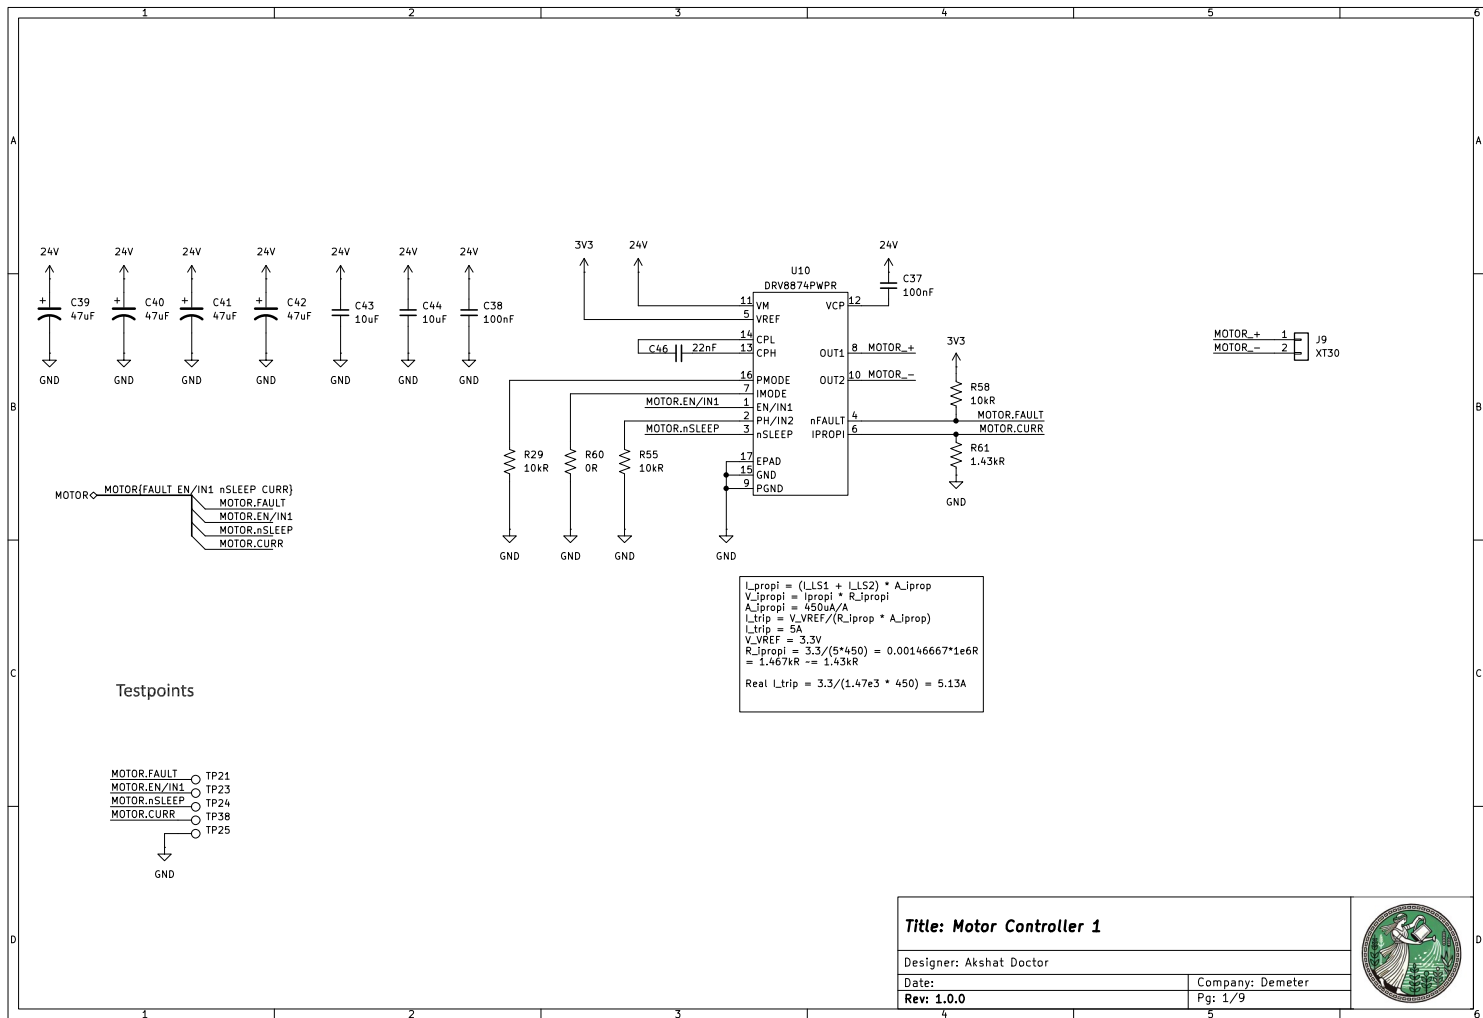 1 2 3 4 5 6
A A
24V 24V 24V 24V 24V 24V 24V
C39 47uF
C40 47uF
C41 47uF
C42 47uF
C43 10uF
C44 10uF
C38 100nF
GND GND GND GND GND GND GND
3V3 24V 24V
C37
100nF
U10
DRV8874PWPR
11 VM
5 VREF
14 CPL
13 CPH
C46 22nF
16 PMODE
7 IMODE
MOTOR.EN/IN1 1 EN/IN1
2 PH/IN2
MOTOR.nSLEEP 3 nSLEEP
17 EPAD
15 GND
9 PGND
VCP 12
OUT1 8 MOTOR_+
OUT2 10 MOTOR_-
nFAULT 4 MOTOR.FAULT
IPROPI 6 MOTOR.CURR
3V3
R58
10kR
R61
1.43kR
GND
R29
10kR
R60
0R
R55
10kR
GND GND GND GND
MOTOR_+ 1
MOTOR_- 2
J9
XT30
B B
MOTOR MOTOR{FAULT EN/IN1 nSLEEP CURR}
MOTOR.FAULT
MOTOR.EN/IN1
MOTOR.nSLEEP
MOTOR.CURR
I_propi = (I_LS1 + I_LS2) * A_iprop
V_ipropi = Ipropi * R_ipropi
A_ipropi = 450uA/A
I_trip = V_VREF/(R_iprop * A_iprop)
I_trip = 5A
V_VREF = 3.3V
R_ipropi = 3.3/(5*450) = 0.00146667*1e6R
= 1.467kR ~= 1.43kR
Real I_trip = 3.3/(1.47e3 * 450) = 5.13A
C C
Testpoints
MOTOR.FAULT TP21
MOTOR.EN/IN1 TP23
MOTOR.nSLEEP TP24
MOTOR.CURR TP38
TP25
GND
D D
Title: Motor Controller 1
Designer: Akshat Doctor
Date:
Company: Demeter
Rev: 1.0.0
Pg: 1/9
1 2 3 4 5 6